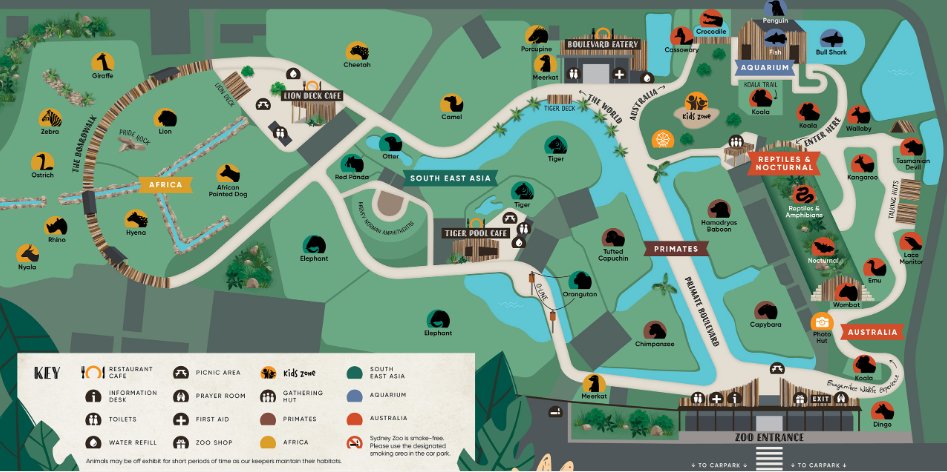 Penguin
Crocodile
Cassowary
Fish
Bull Shark
AQUARIUM
Porcupine
BOULEVARD EATERY
Meerkat
Cheetah
Giraffe
LION DECK
LION DECK CAFE
Camel
TIGER DECK
← THE WORLD
AUSTRALIA →
Kids zone
KOALA TRAIL
Koala
Koala
Wallaby
← ENTER HERE
Zebra
THE BOARDWALK
Lion
PRIDE ROCK
Otter
Tiger
Red Panda
REPTILES &
NOCTURNAL
Tasmanian
Devil
Kangaroo
Ostrich
AFRICA
African
Painted Dog
SOUTH EAST ASIA
Tiger
Reptiles &
Amphibians
TALKING HUTS
Hamadryas
Baboon
Rhino
Hyena
TIGER POOL CAFE
Elephant
Tufted
Capuchin
PRIMATES
Nocturnal
Lace
Monitor
Nyala
Emu
Orangutan
O-LINE
PRIMATE BOULEVARD
Wombat
Elephant
Chimpanzee
Capybara
Photo
Hut
AUSTRALIA
Koala
Bungarribee Wildlife Experience
Meerkat
EXIT
Dingo
ZOO ENTRANCE
↓ TO CARPARK ↓
↓ TO CARPARK ↓
KEY
RESTAURANT
CAFE
PICNIC AREA
Kids zone
SOUTH
EAST ASIA
INFORMATION
DESK
PRAYER ROOM
GATHERING
HUT
AQUARIUM
TOILETS
FIRST AID
PRIMATES
AUSTRALIA
WATER REFILL
ZOO SHOP
AFRICA
Sydney Zoo is smoke-free.
Please use the designated
smoking area in the car park.
Animals may be off exhibit for short periods of time as our keepers maintain their habitats.